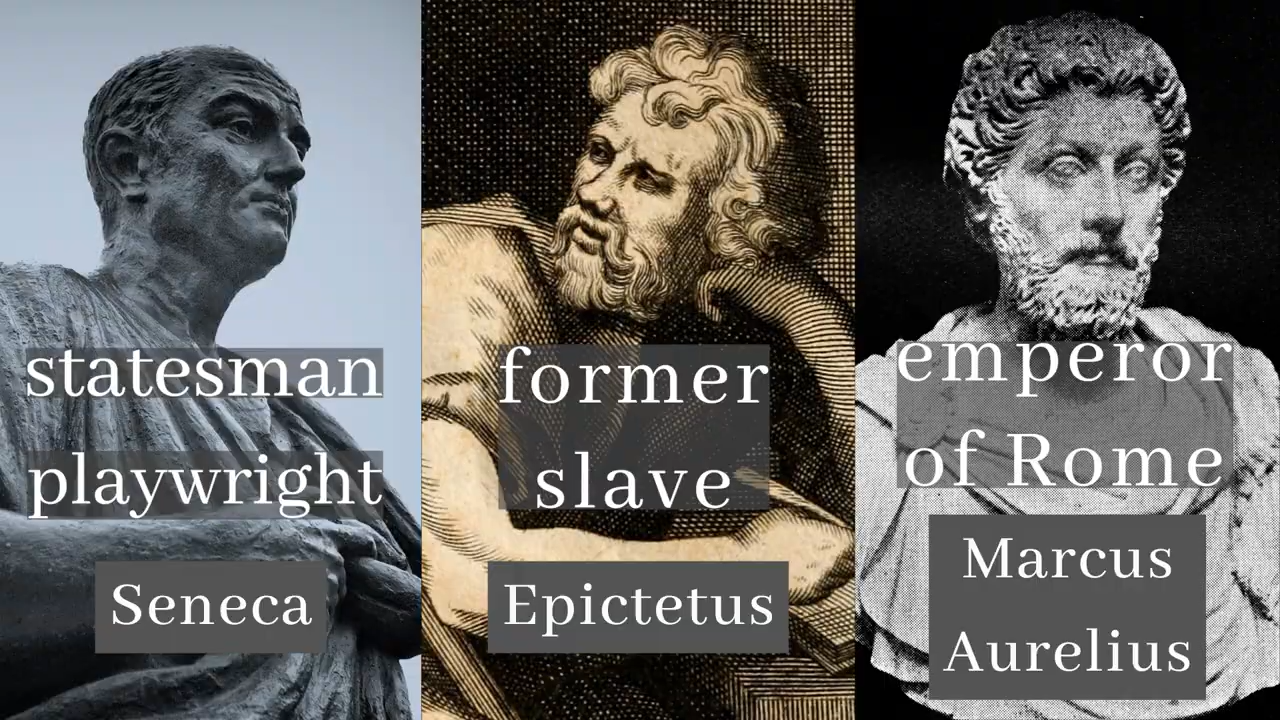 statesman
playwright
Seneca
former
slave
Epictetus
emperor
of Rome
Marcus
Aurelius